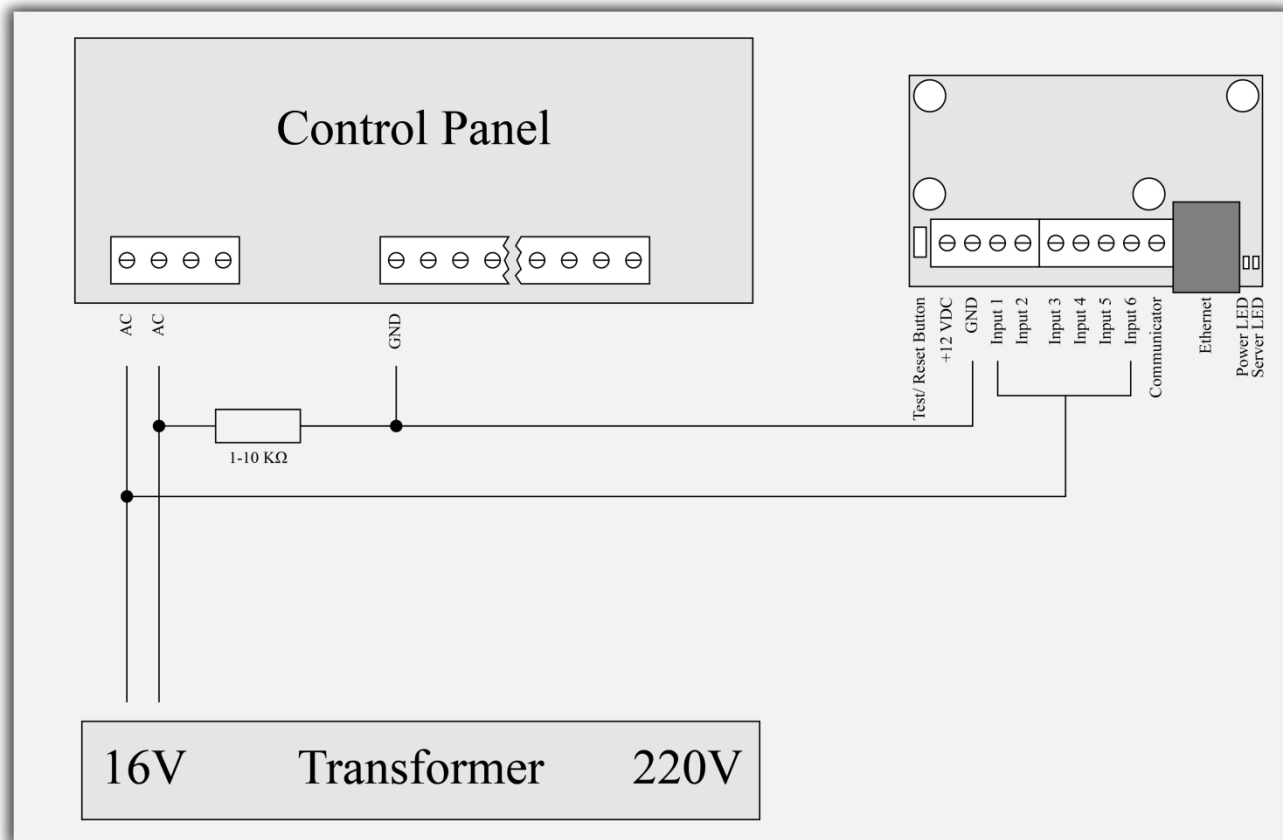 Control Panel
AC
AC
GND
Test/ Reset Button
+12 VDC
GND
Input 1
Input 2
Input 3
Input 4
Input 5
Input 6
Communicator
Ethernet
Power LED
Server LED
1-10 KΩ
16V Transformer 220V